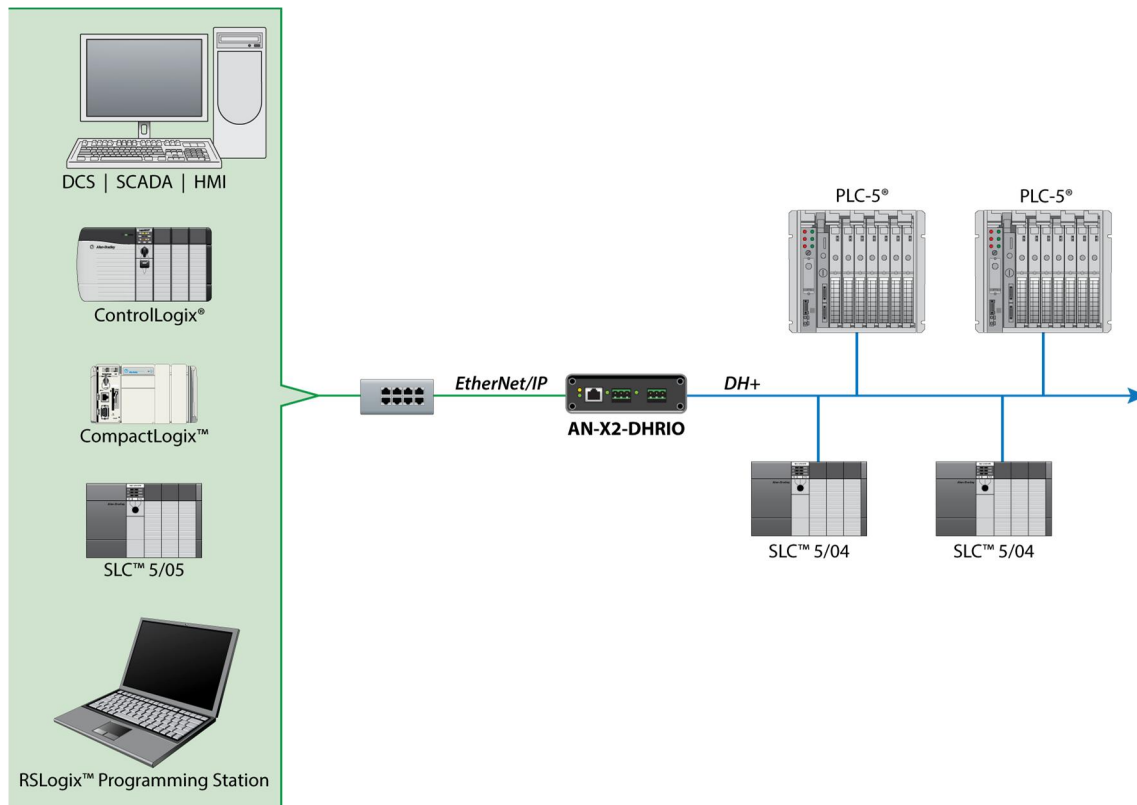 DCS | SCADA | HMI
ControlLogix®
CompactLogix™
SLC™ 5/05
RSLogix™ Programming Station
EtherNet/IP
AN-X2-DHRIO
DH+
PLC-5®
PLC-5®
SLC™ 5/04
SLC™ 5/04